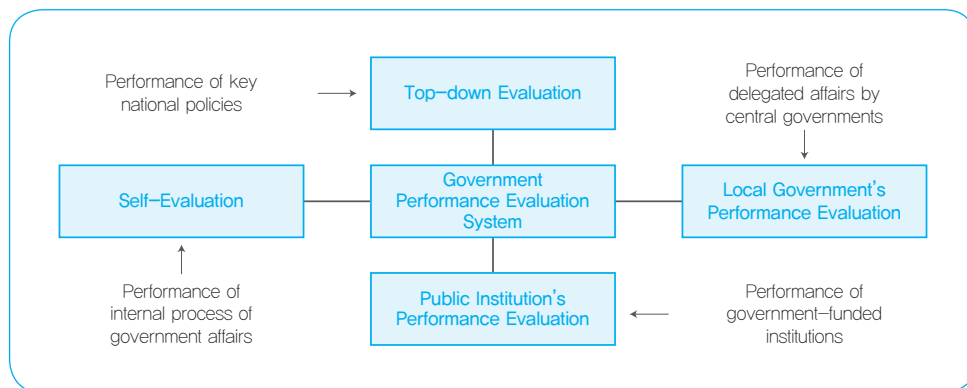 Performance of key
national policies
Top-down Evaluation
Performance of
delegated affairs by
central governments
Self-Evaluation
Government
Performance Evaluation
System
Local Government's
Performance Evaluation
Performance of
internal process of
government affairs
Public Institution's
Performance Evaluation
Performance of
government-funded
institutions